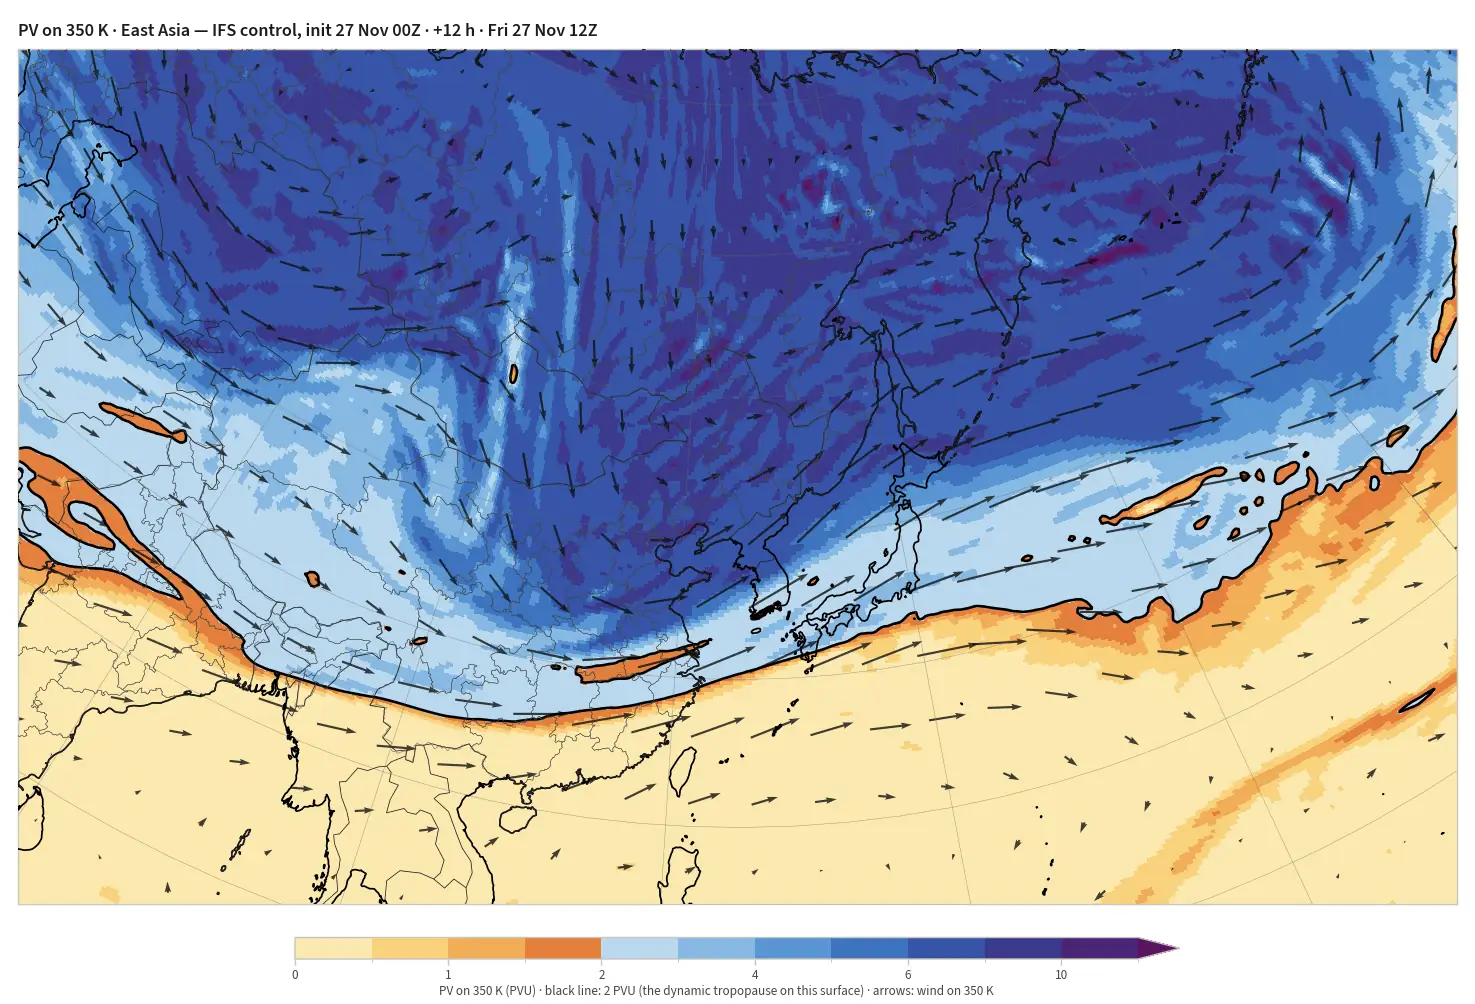 PV on 350 K · East Asia — IFS control, init 27 Nov 00Z · +12 h · Fri 27 Nov 12Z
0 1 2 4 6 10
PV on 350 K (PVU) · black line: 2 PVU (the dynamic tropopause on this surface) · arrows: wind on 350 K